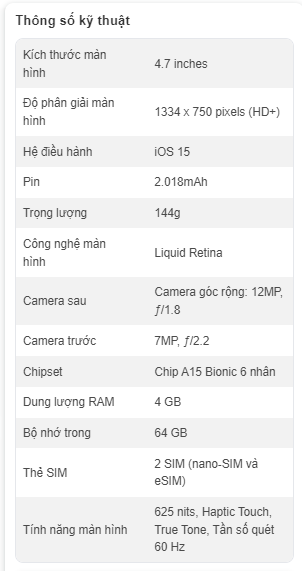 Thông số kỹ thuật
Kích thước màn
hình
4.7 inches
Độ phân giải màn
hình
1334 x 750 pixels (HD+)
Hệ điều hành
iOS 15
Pin
2.018mAh
Trọng lượng
144g
Công nghệ màn
hình
Liquid Retina
Camera sau
Camera góc rộng: 12MP,
ƒ/1.8
Camera trước
7MP, ƒ/2.2
Chipset
Chip A15 Bionic 6 nhân
Dung lượng RAM
4 GB
Bộ nhớ trong
64 GB
Thẻ SIM
2 SIM (nano-SIM và
eSIM)
Tính năng màn hình
625 nits, Haptic Touch,
True Tone, Tần số quét
60 Hz